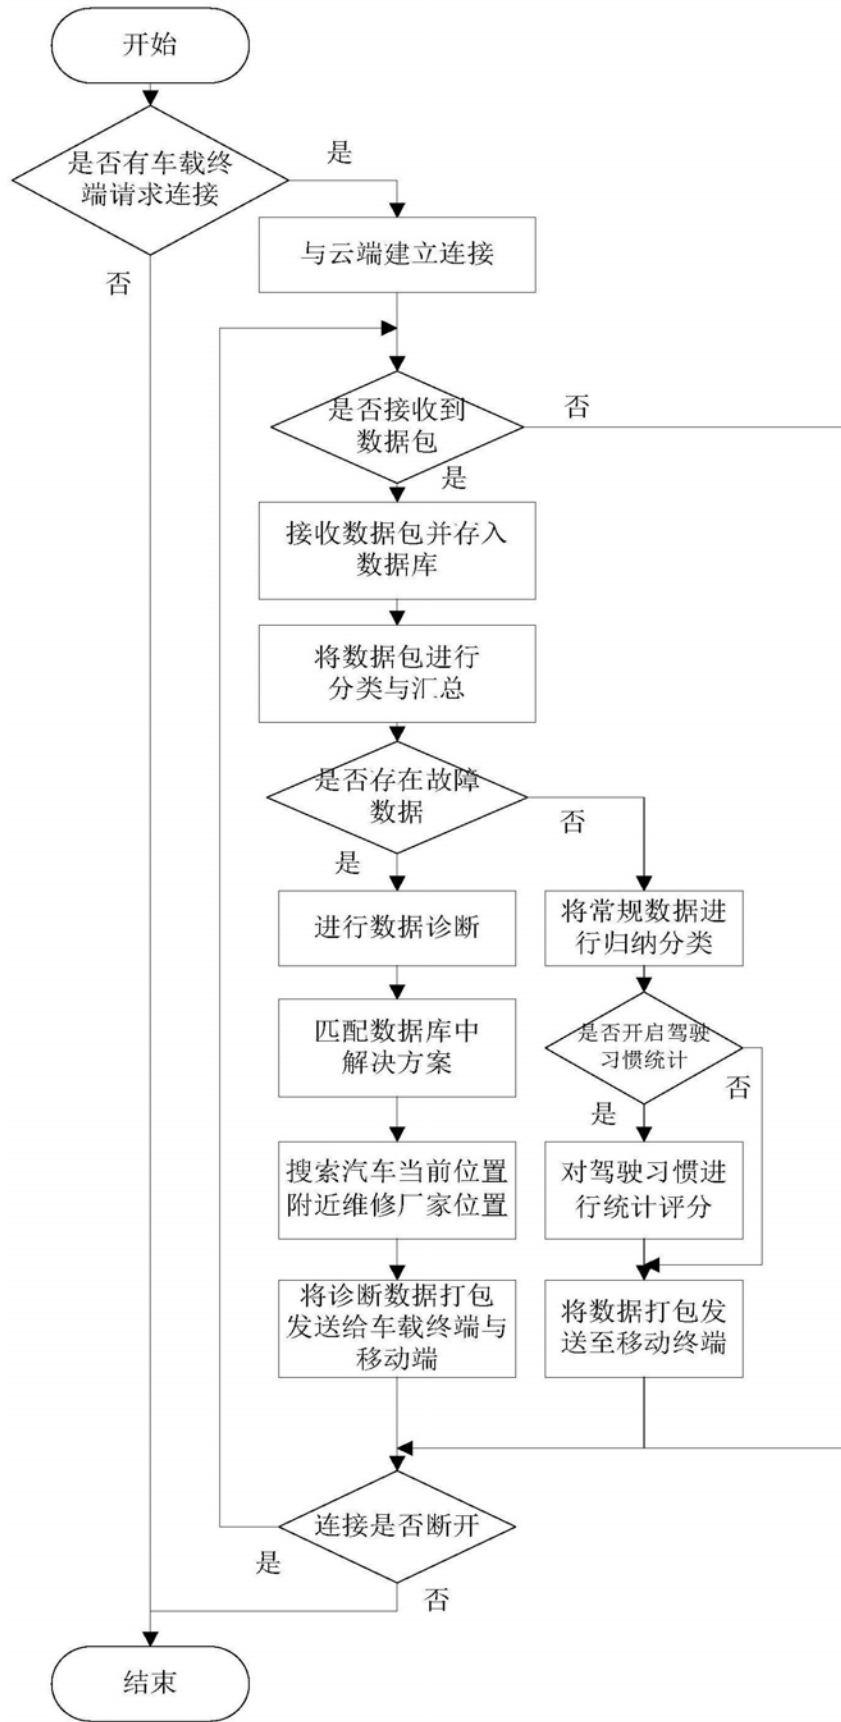 开始
是否有车载终
端请求连接
是
否
与云端建立连接
是否接收到
数据包
否
是
接收数据包并存入
数据库
将数据包进行
分类与汇总
是否存在故障
数据
否
是
进行数据诊断
将常规数据进
行归纳分类
匹配数据库中
解决方案
是否开启驾驶
习惯统计
否
是
搜索汽车当前位置
附近维修厂家位置
对驾驶习惯进
行统计评分
将诊断数据打包
发送给车载终端与
移动端
将数据打包发
送至移动终端
连接是否断开
是
否
结束